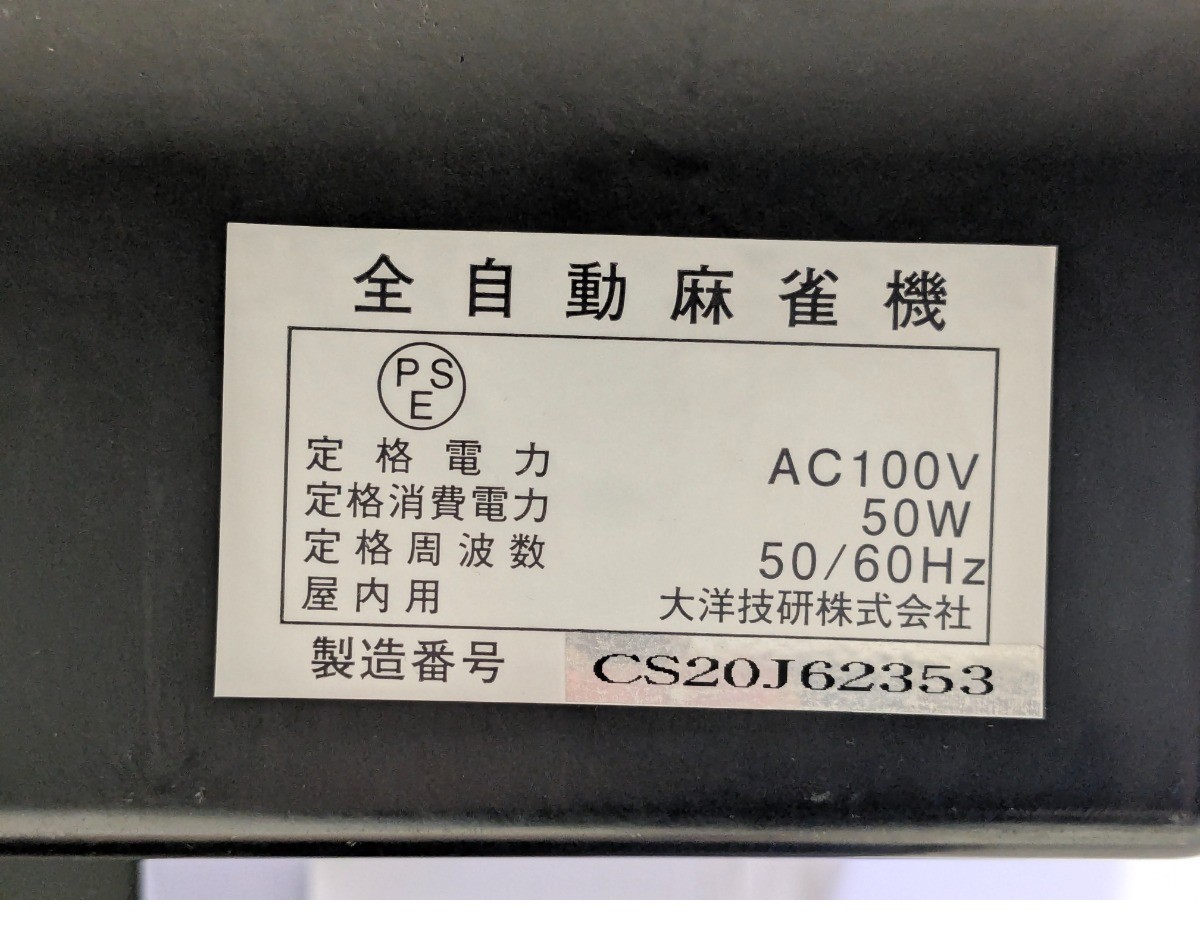 全自動麻雀機
PS
E
定格電力 AC100V
定格消費電力 50W
定格周波数 50/60Hz
屋内用 大洋技研株式会社
製造番号 CS20J62353